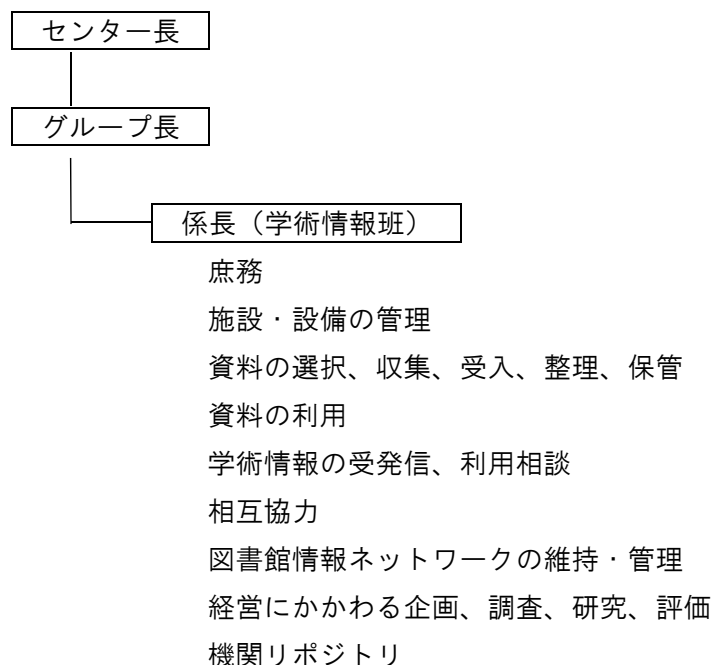 センター長
グループ長
係長（学術情報班）
庶務
施設・設備の管理
資料の選択、収集、受入、整理、保管
資料の利用
学術情報の受発信、利用相談
相互協力
図書館情報ネットワークの維持・管理
経営にかかわる企画、調査、研究、評価
機関リポジトリ